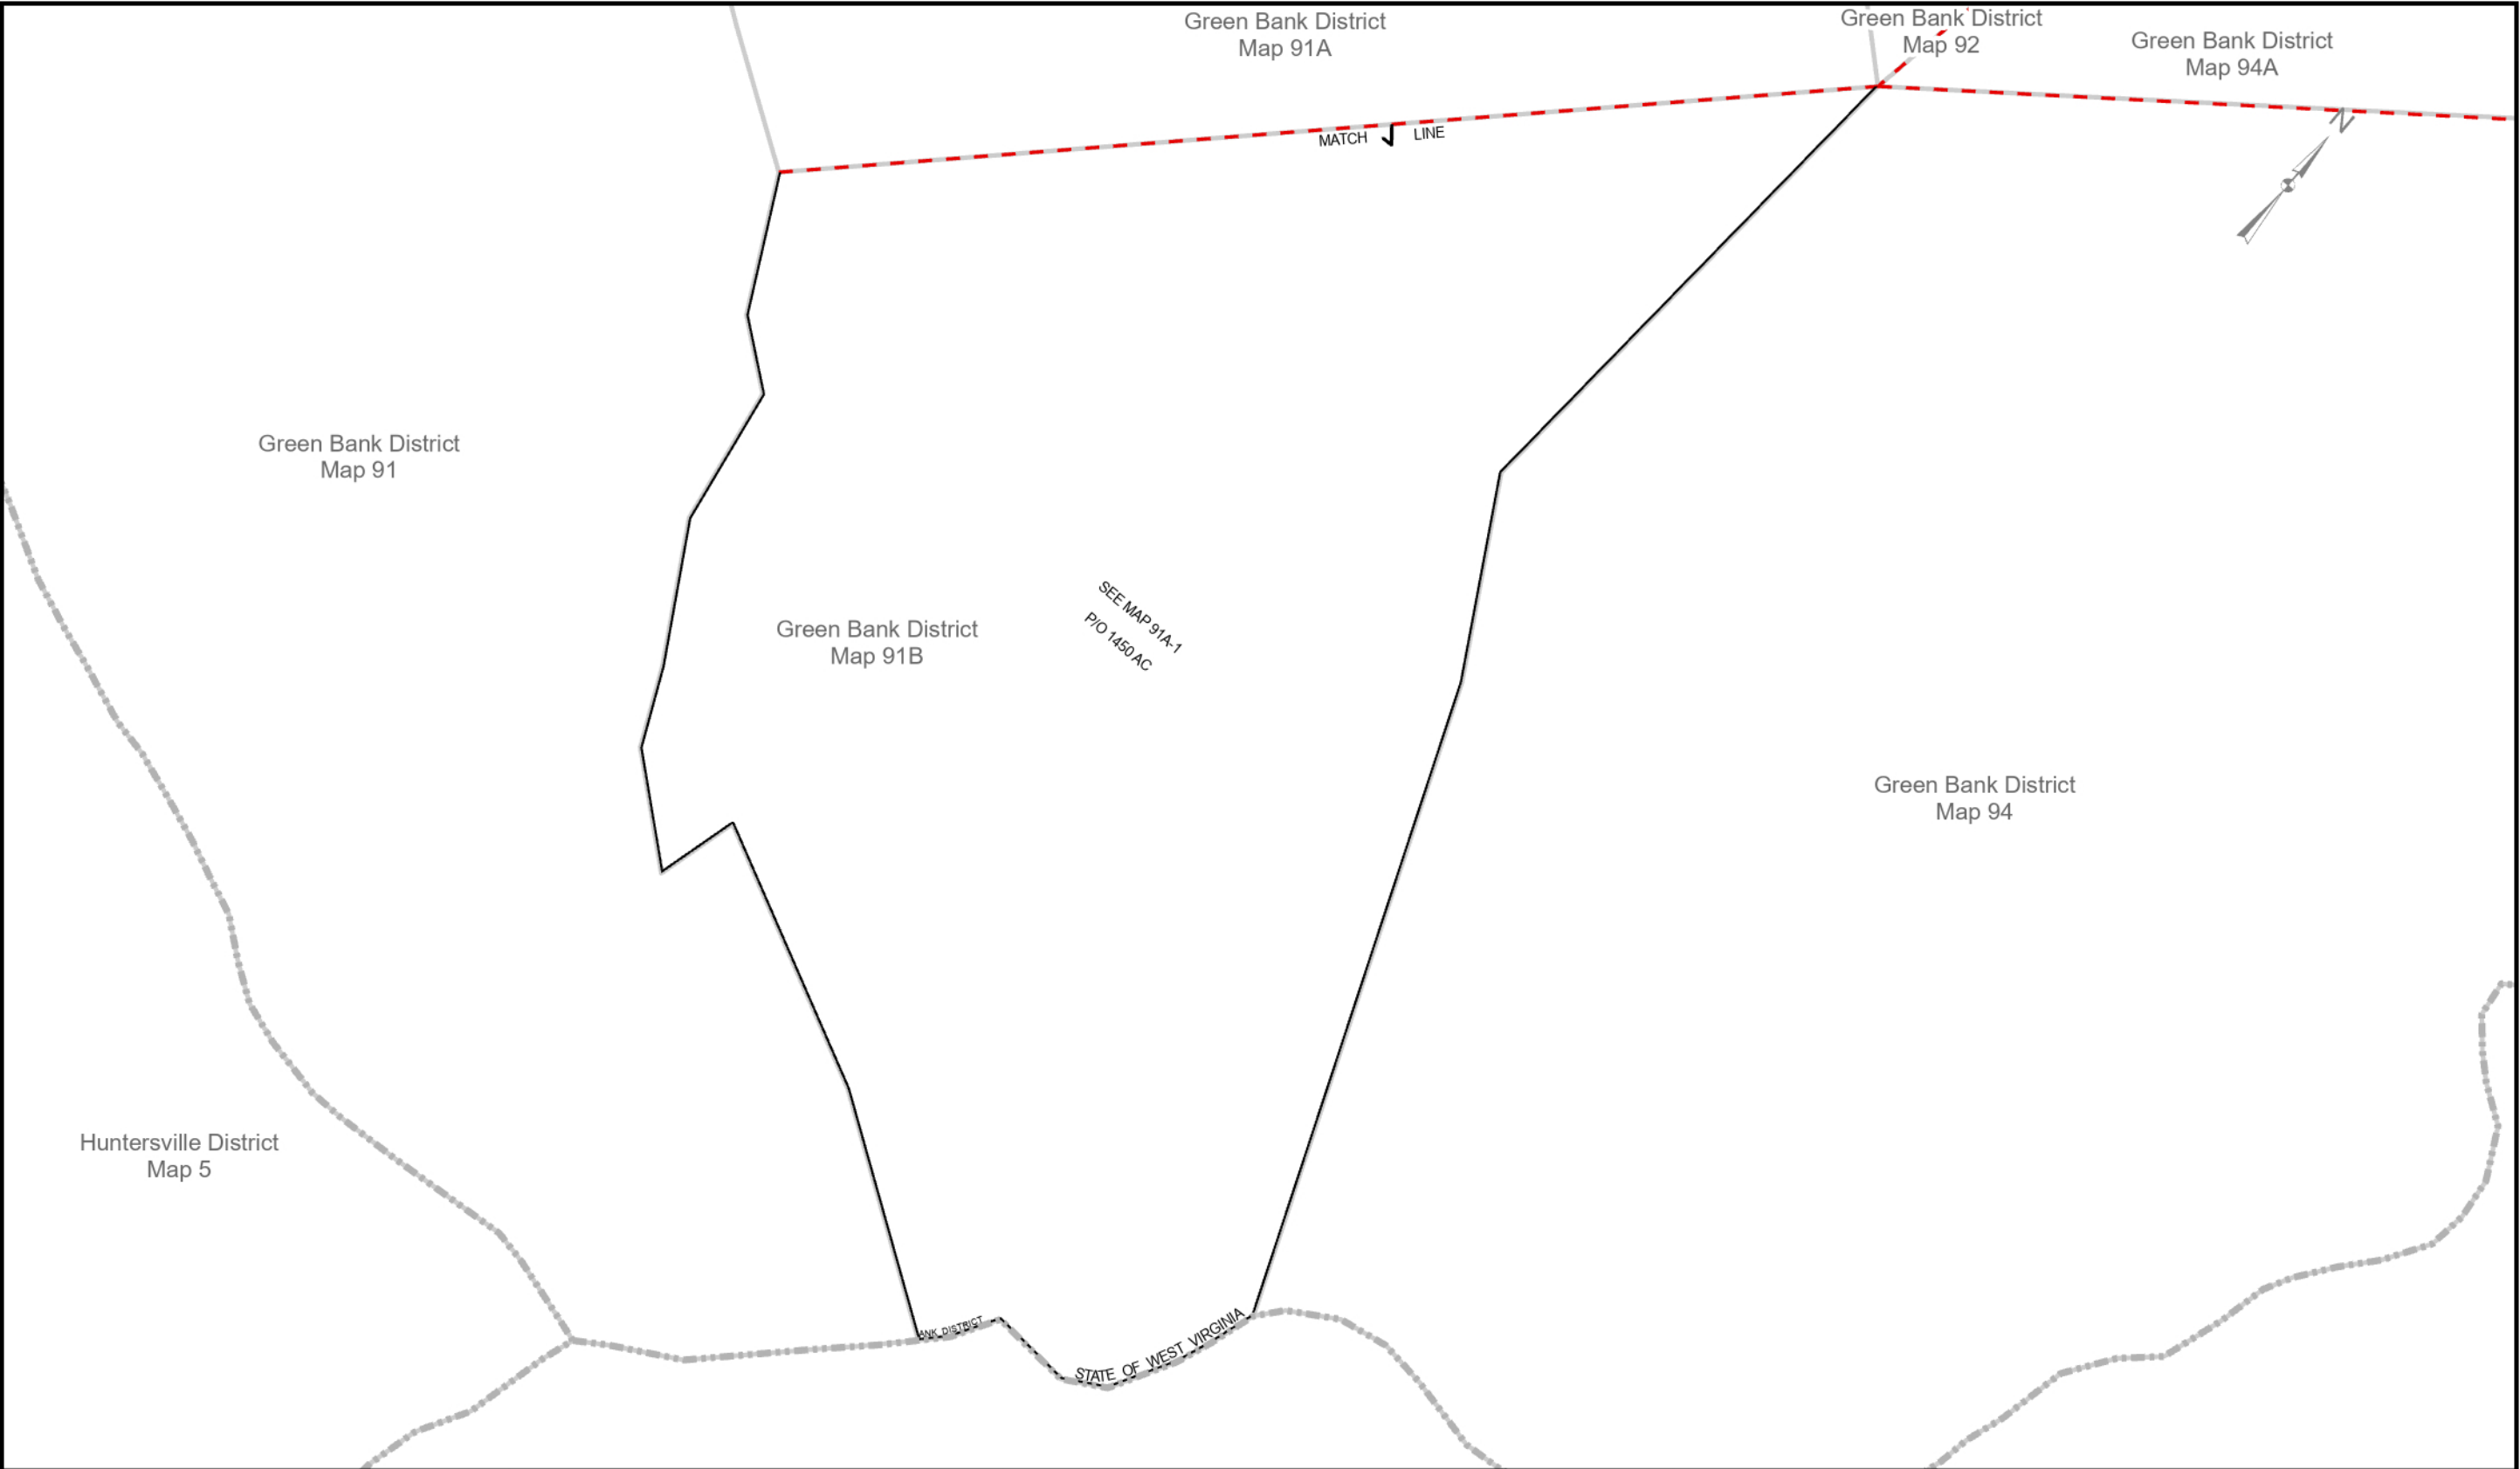 Green Bank District
Map 91A
Green Bank District
Map 92
Green Bank District
Map 94A
MATCH LINE
N
Green Bank District
Map 91
SEE MAP 91A-1
P/O 1450 AC
Green Bank District
Map 91B
Green Bank District
Map 94
Huntersville District
Map 5
ANK DISTRICT
STATE OF WEST VIRGINIA